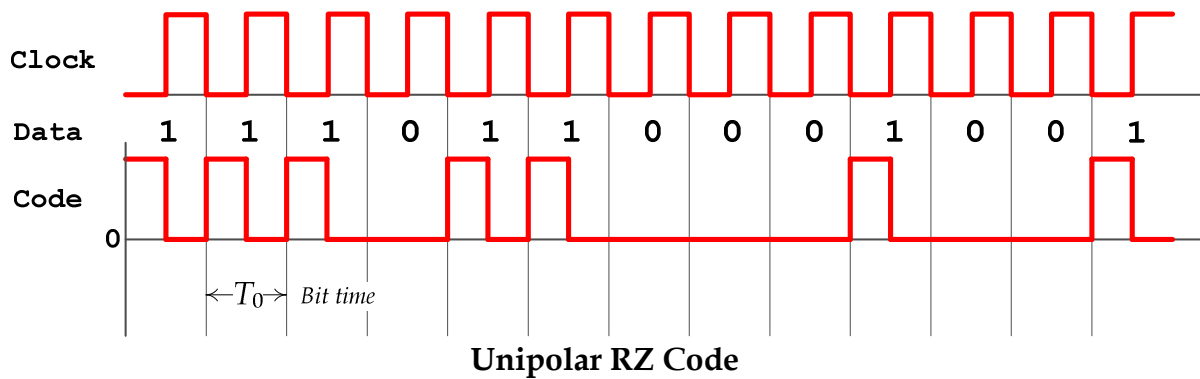 Clock
Data 1 1 1 0 1 1 0 0 0 1 0 0 1
Code
0
T₀ Bit time
Unipolar RZ Code